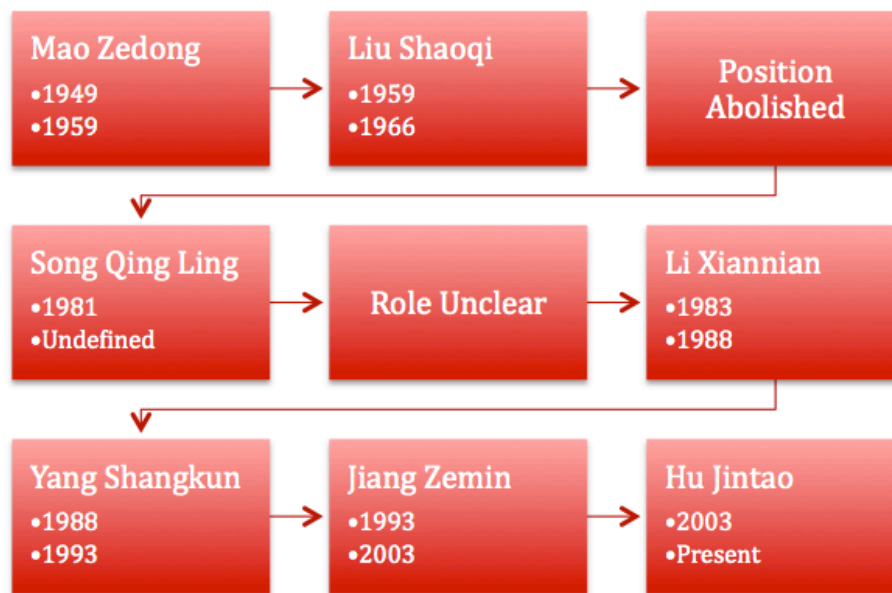 Mao Zedong
•1949
•1959
Liu Shaoqi
•1959
•1966
Position
Abolished
Song Qing Ling
•1981
•Undefined
Role Unclear
Li Xiannian
•1983
•1988
Yang Shangkun
•1988
•1993
Jiang Zemin
•1993
•2003
Hu Jintao
•2003
•Present